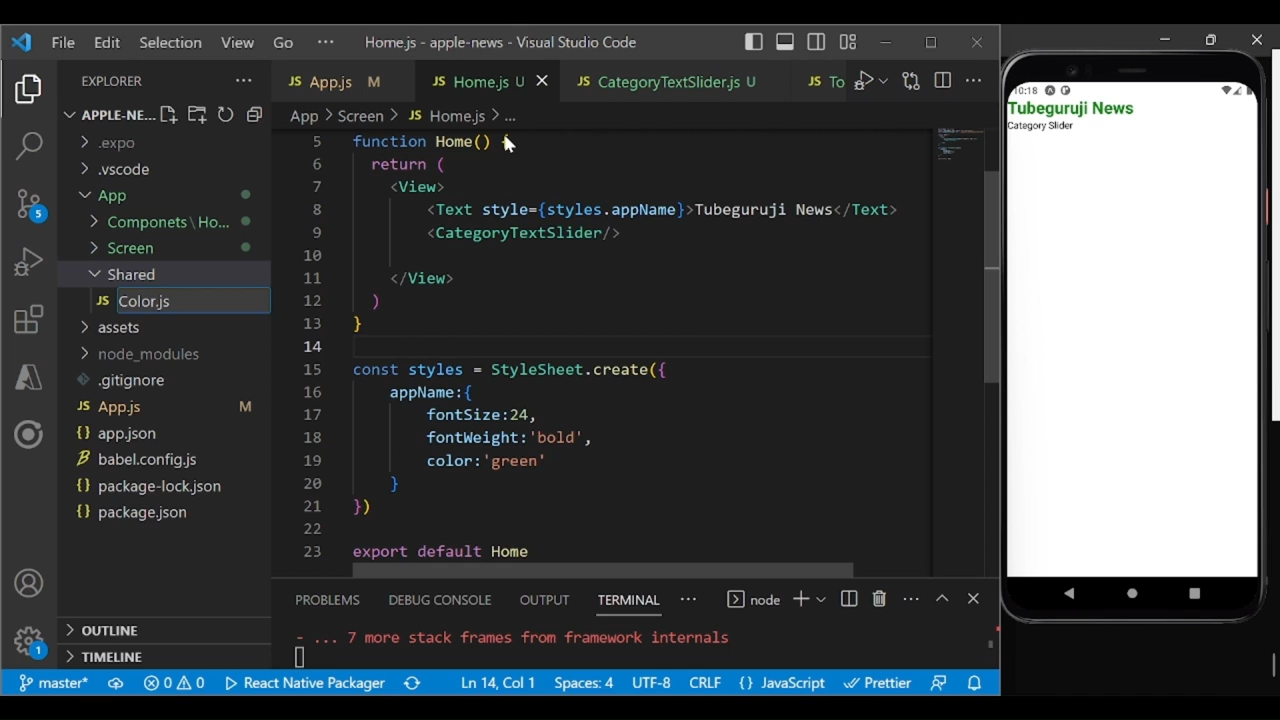 File Edit Selection View Go ··· Home.js - apple-news - Visual Studio Code
EXPLORER
APPLE-NE...
.expo
.vscode
App
Componets\Ho...
Screen
Shared
JS Color.js
assets
node_modules
.gitignore
JS App.js M
{} app.json
babel.config.js
{} package-lock.json
{} package.json
OUTLINE
TIMELINE
5
1
JS App.js M JS Home.js U JS CategoryTextSlider.js U JS To
App > Screen > JS Home.js > ...
5 function Home() {
6 return (
7 <View>
8 <Text style={styles.appName}>Tubeguruji News</Text>
9 <CategoryTextSlider/>
10
11 </View>
12 )
13 }
14
15 const styles = StyleSheet.create({
16 appName:{
17 fontSize:24,
18 fontWeight:'bold',
19 color:'green'
20 }
21 })
22
23 export default Home
PROBLEMS DEBUG CONSOLE OUTPUT TERMINAL ··· node
- ... 7 more stack frames from framework internals
master* 0 0 React Native Packager Ln 14, Col 1 Spaces: 4 UTF-8 CRLF {} JavaScript Prettier
10:18
Tubeguruji News
Category Slider